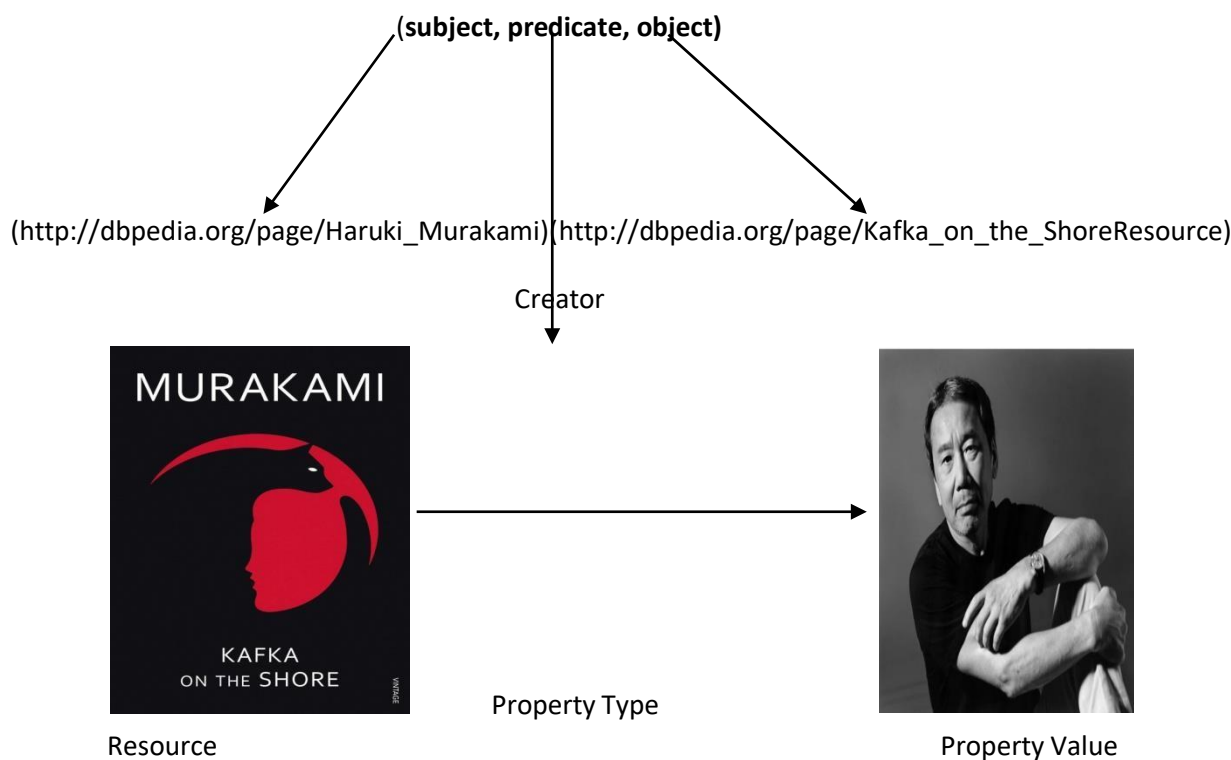 (subject, predicate, object)
(http://dbpedia.org/page/Haruki_Murakami)(http://dbpedia.org/page/Kafka_on_the_ShoreResource)
Creator
MURAKAMI
KAFKA
ON THE SHORE
VINTAGE
Property Type
Resource
Property Value